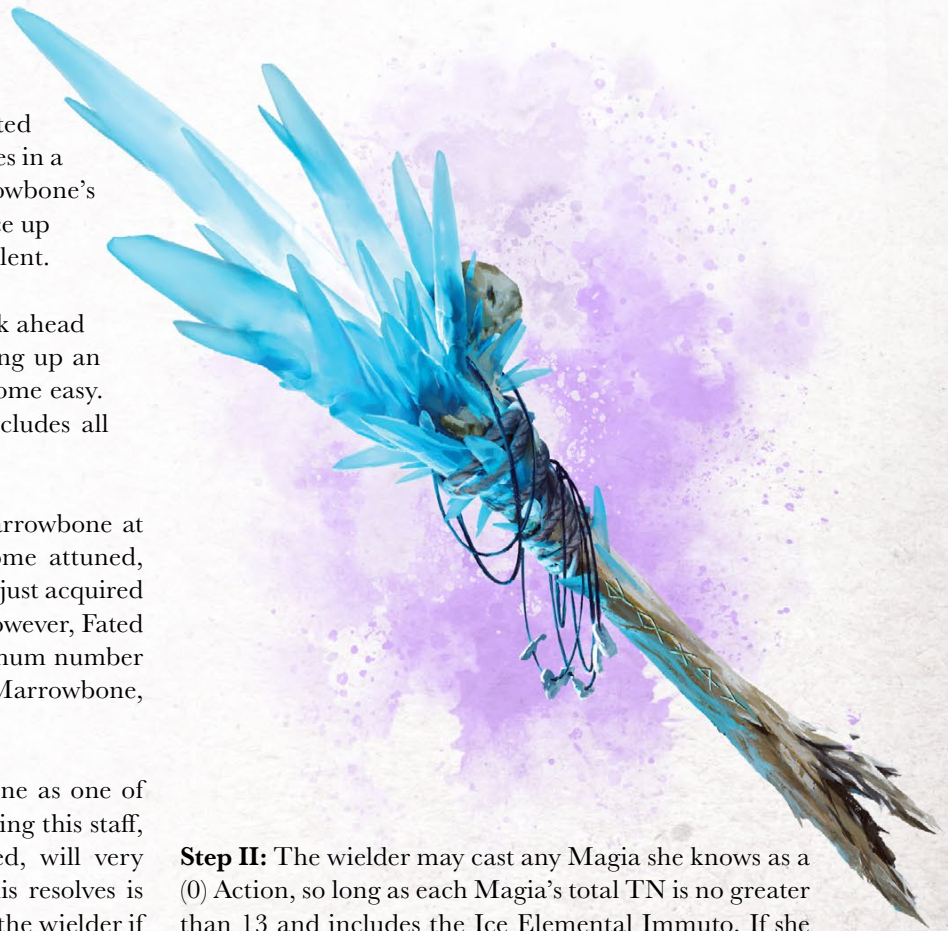 ted
es in a
owbone's
e up
lent.
k ahead
ng up an
ome easy.
cludes all
arrowbone at
ome attuned,
just acquired
owever, Fated
num number
Marrowbone,
ne as one of
ing this staff,
ed, will very
is resolves is
the wielder if
Step II: The wielder may cast any Magia she knows as a
(0) Action, so long as each Magia's total TN is no greater
than 13 and includes the Ice Elemental Immuto. If she